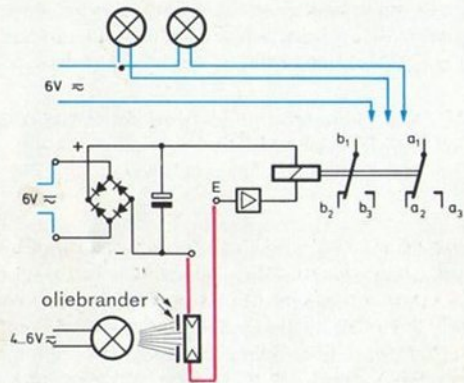 6V ≂
+
E
b₁
a₁
6V ≂
b₂
b₃
a₂
a₃
-
oliebrander
4...6V ≂